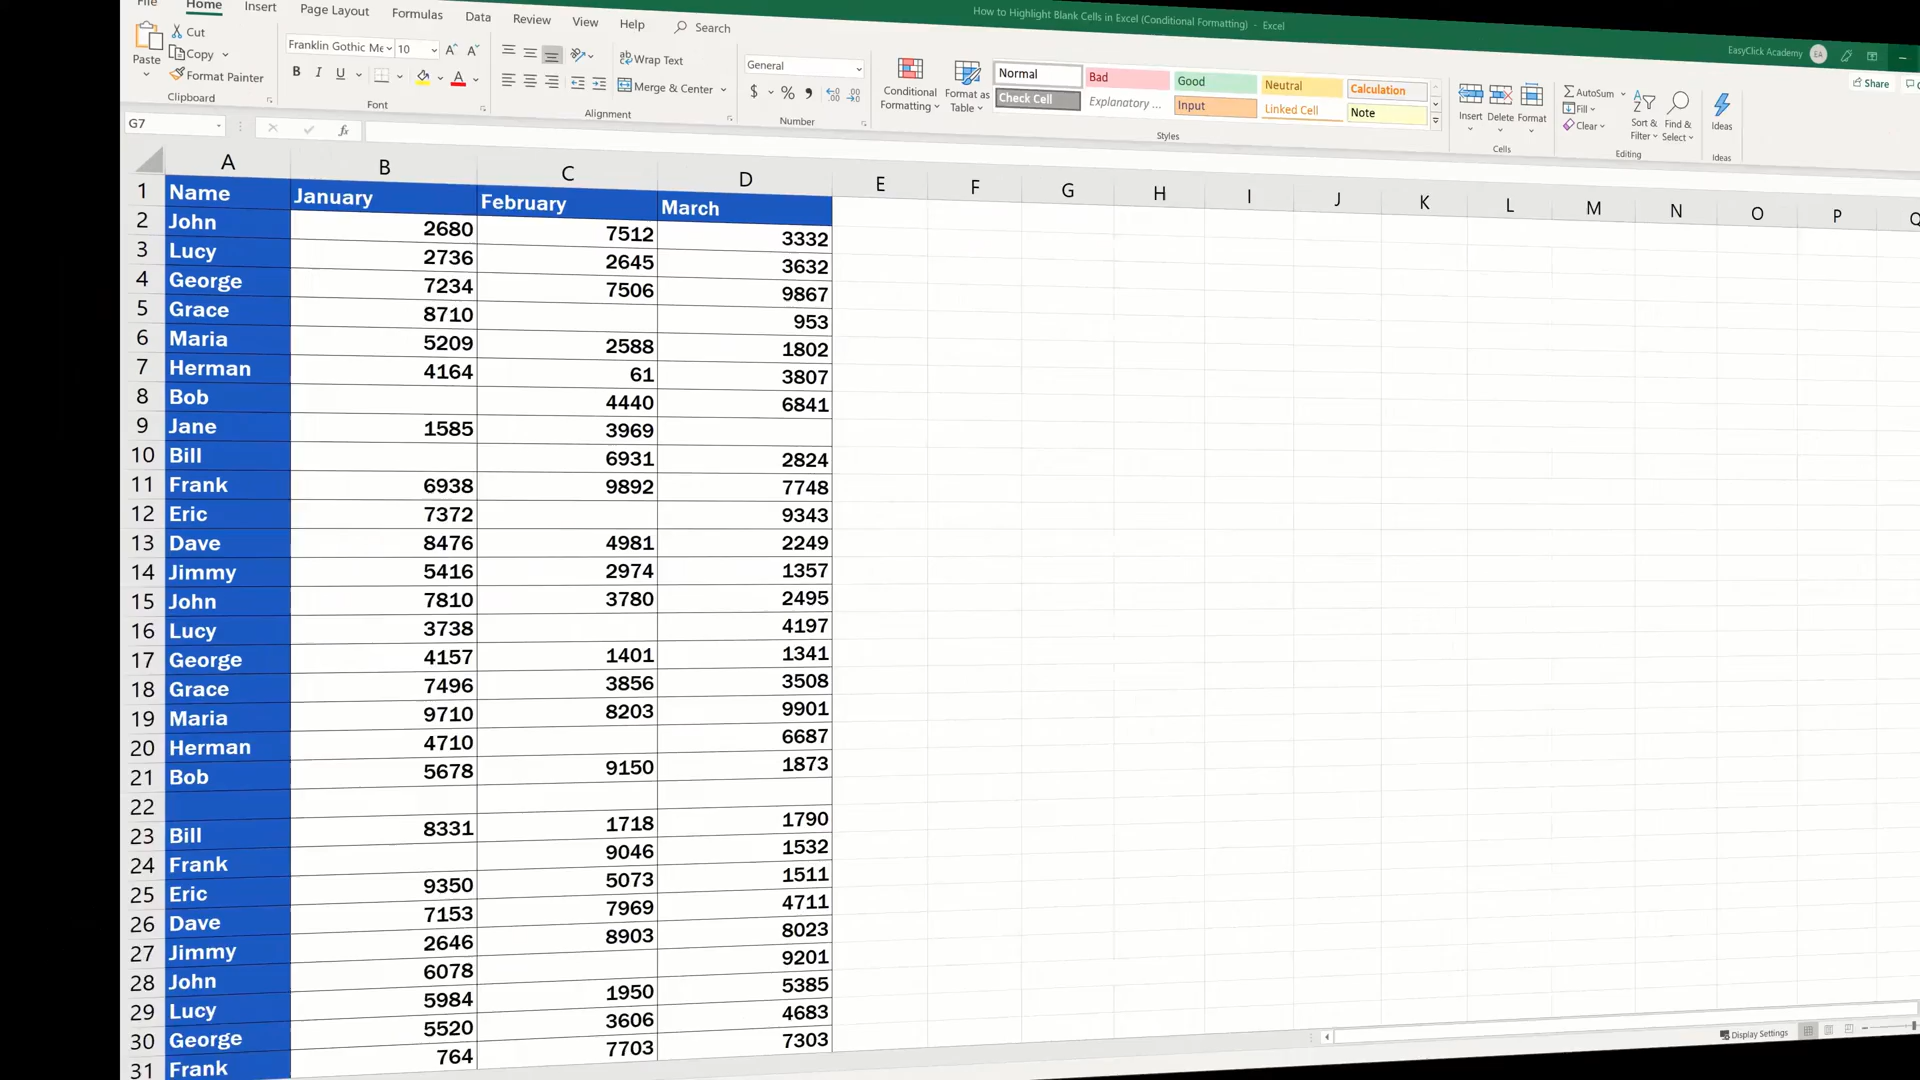 How to Highlight Blank Cells in Excel (Conditional Formatting) - Excel
EasyClick Academy EA
File Home Insert Page Layout Formulas Data Review View Help Search
Share
Paste Cut Copy Format Painter
Clipboard
Franklin Gothic Me 10
B I U A
Font
Wrap Text
Merge & Center
Alignment
General
$ % ,
Number
Conditional Formatting
Format as Table
Normal Bad Good Neutral Calculation
Check Cell Explanatory ... Input Linked Cell Note
Styles
Insert Delete Format
Cells
AutoSum
Fill
Clear
Sort & Filter
Find & Select
Editing
Ideas
Ideas
G7 fx
A B C D E F G H I J K L M N O P Q
1 Name January February March
2 John 2680 7512 3332
3 Lucy 2736 2645 3632
4 George 7234 7506 9867
5 Grace 8710 953
6 Maria 5209 2588 1802
7 Herman 4164 61 3807
8 Bob 4440 6841
9 Jane 1585 3969
10 Bill 6931 2824
11 Frank 6938 9892 7748
12 Eric 7372 9343
13 Dave 8476 4981 2249
14 Jimmy 5416 2974 1357
15 John 7810 3780 2495
16 Lucy 3738 4197
17 George 4157 1401 1341
18 Grace 7496 3856 3508
19 Maria 9710 8203 9901
20 Herman 4710 6687
21 Bob 5678 9150 1873
22
23 Bill 8331 1718 1790
24 Frank 9046 1532
25 Eric 9350 5073 1511
26 Dave 7153 7969 4711
27 Jimmy 2646 8903 8023
28 John 6078 9201
29 Lucy 5984 1950 5385
30 George 5520 3606 4683
31 Frank 764 7703 7303
Display Settings